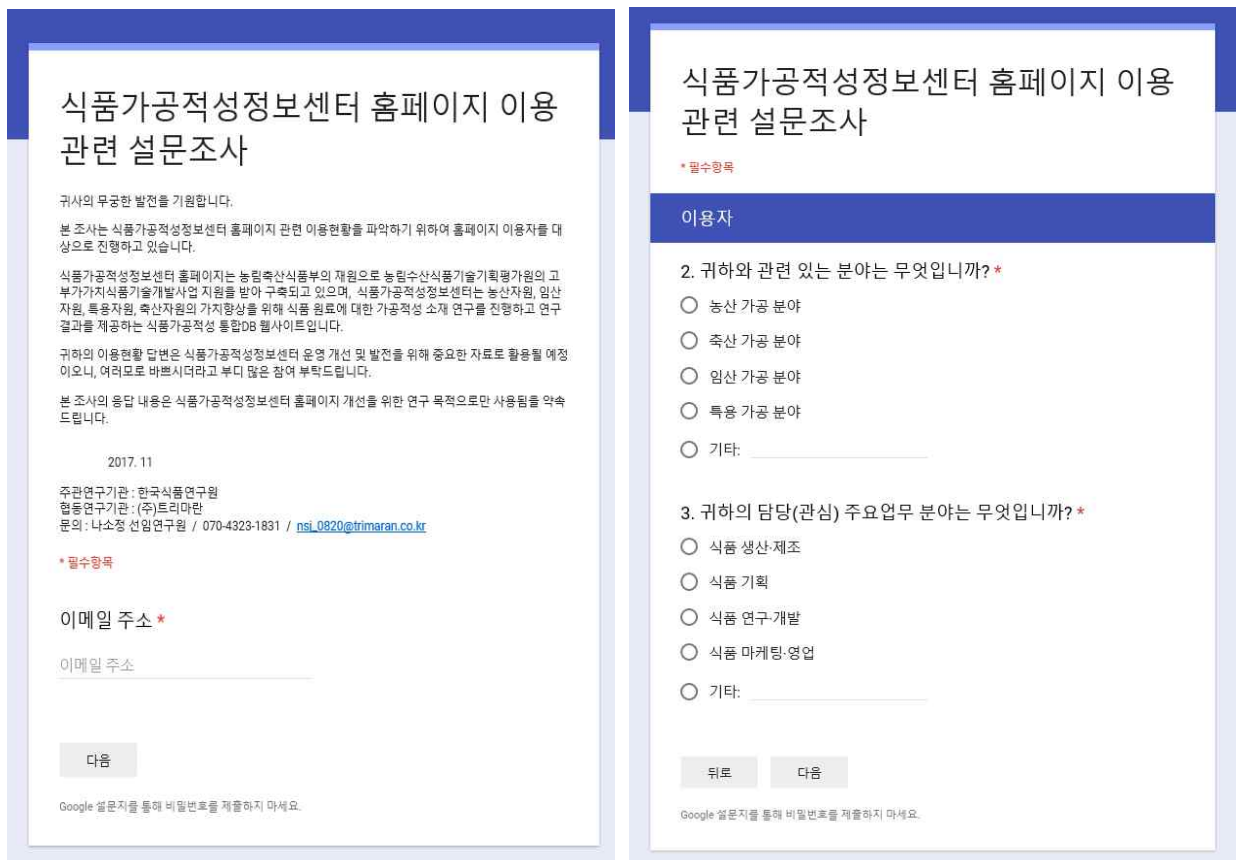 식품가공적성정보센터 홈페이지 이용
관련 설문조사
귀사의 무궁한 발전을 기원합니다.
본 조사는 식품가공적성정보센터 홈페이지 관련 이용현황을 파악하기 위하여 홈페이지 이용자를 대
상으로 진행하고 있습니다.
식품가공적성정보센터 홈페이지는 농림축산식품부의 재원으로 농림수산식품기술기획평가원의 고
부가가치식품기술개발사업 지원을 받아 구축되고 있으며, 식품가공적성정보센터는 농산자원, 임산
자원, 특용자원, 축산자원의 가치향상을 위해 식품 원료에 대한 가공적성 소재 연구를 진행하고 연구
결과를 제공하는 식품가공적성 통합DB 웹사이트입니다.
귀하의 이용현황 답변은 식품가공적성정보센터 운영 개선 및 발전을 위해 중요한 자료로 활용될 예정
이오니, 여러모로 바쁘시더라고 부디 많은 참여 부탁드립니다.
본 조사의 응답 내용은 식품가공적성정보센터 홈페이지 개선을 위한 연구 목적으로만 사용됨을 약속
드립니다.
2017. 11
주관연구기관 : 한국식품연구원
협동연구기관 : (주)트리마란
문의 : 나소정 선임연구원 / 070-4323-1831 / nsj_0820@trimaran.co.kr
* 필수항목
이메일 주소 *
이메일 주소
다음
Google 설문지를 통해 비밀번호를 제출하지 마세요.
식품가공적성정보센터 홈페이지 이용
관련 설문조사
* 필수항목
이용자
2. 귀하와 관련 있는 분야는 무엇입니까? *
농산 가공 분야
축산 가공 분야
임산 가공 분야
특용 가공 분야
기타:
3. 귀하의 담당(관심) 주요업무 분야는 무엇입니까? *
식품 생산·제조
식품 기획
식품 연구·개발
식품 마케팅·영업
기타:
뒤로 다음
Google 설문지를 통해 비밀번호를 제출하지 마세요.